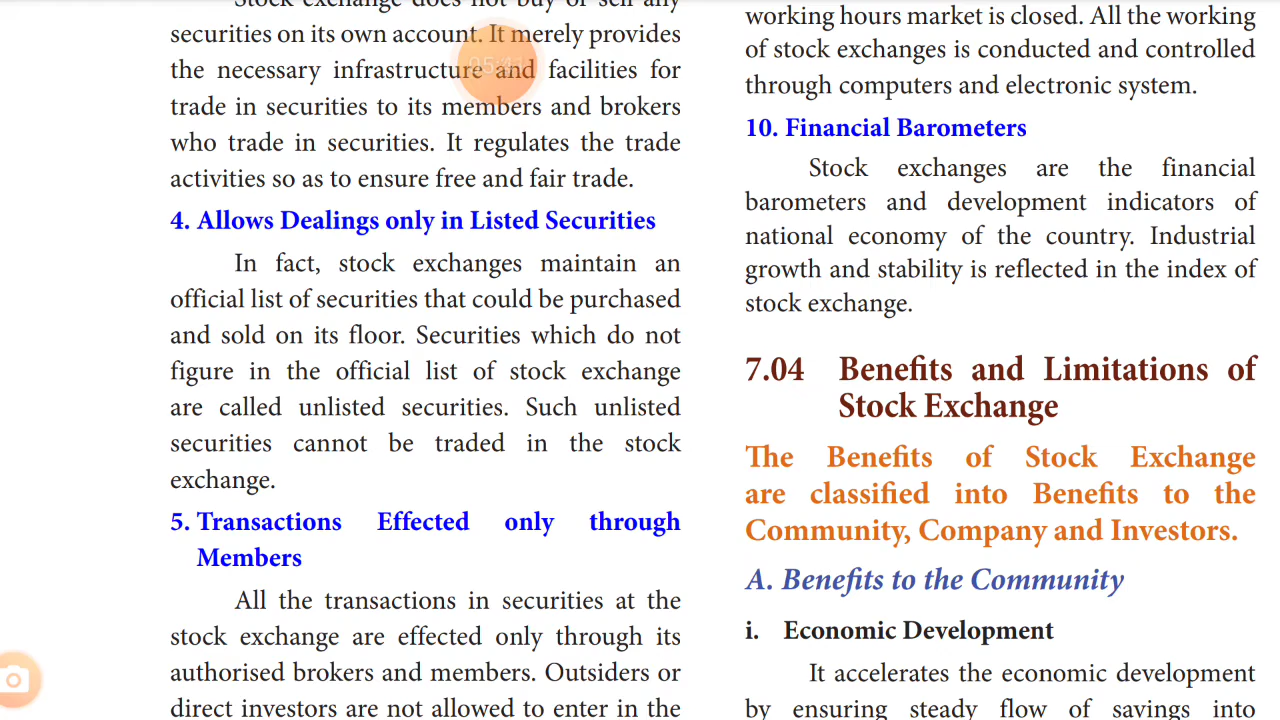 Stock exchange does not buy or sell any
securities on its own account. It merely provides
the necessary infrastructure and facilities for
trade in securities to its members and brokers
who trade in securities. It regulates the trade
activities so as to ensure free and fair trade.
4. Allows Dealings only in Listed Securities
In fact, stock exchanges maintain an
official list of securities that could be purchased
and sold on its floor. Securities which do not
figure in the official list of stock exchange
are called unlisted securities. Such unlisted
securities cannot be traded in the stock
exchange.
5. Transactions Effected only through
Members
All the transactions in securities at the
stock exchange are effected only through its
authorised brokers and members. Outsiders or
direct investors are not allowed to enter in the
working hours market is closed. All the working
of stock exchanges is conducted and controlled
through computers and electronic system.
10. Financial Barometers
Stock exchanges are the financial
barometers and development indicators of
national economy of the country. Industrial
growth and stability is reflected in the index of
stock exchange.
7.04 Benefits and Limitations of
Stock Exchange
The Benefits of Stock Exchange
are classified into Benefits to the
Community, Company and Investors.
A. Benefits to the Community
i. Economic Development
It accelerates the economic development
by ensuring steady flow of savings into